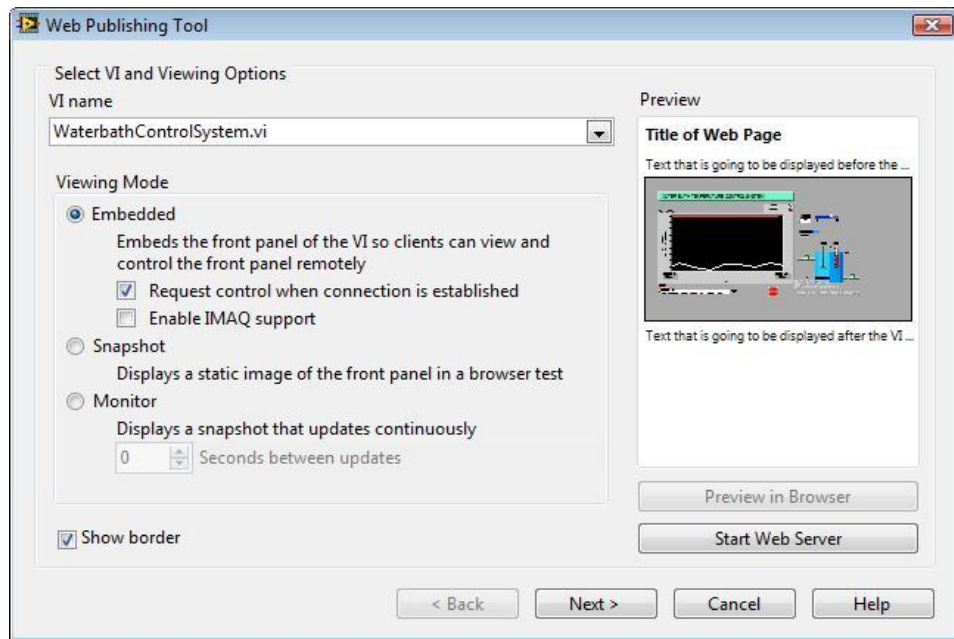 Web Publishing Tool
Select VI and Viewing Options
VI name
WaterbathControlSystem.vi
Viewing Mode
Embedded
Embeds the front panel of the VI so clients can view and
control the front panel remotely
Request control when connection is established
Enable IMAQ support
Snapshot
Displays a static image of the front panel in a browser test
Monitor
Displays a snapshot that updates continuously
0 Seconds between updates
Show border
Preview
Title of Web Page
Text that is going to be displayed before the ...
Text that is going to be displayed after the VI ...
Preview in Browser
Start Web Server
< Back
Next >
Cancel
Help